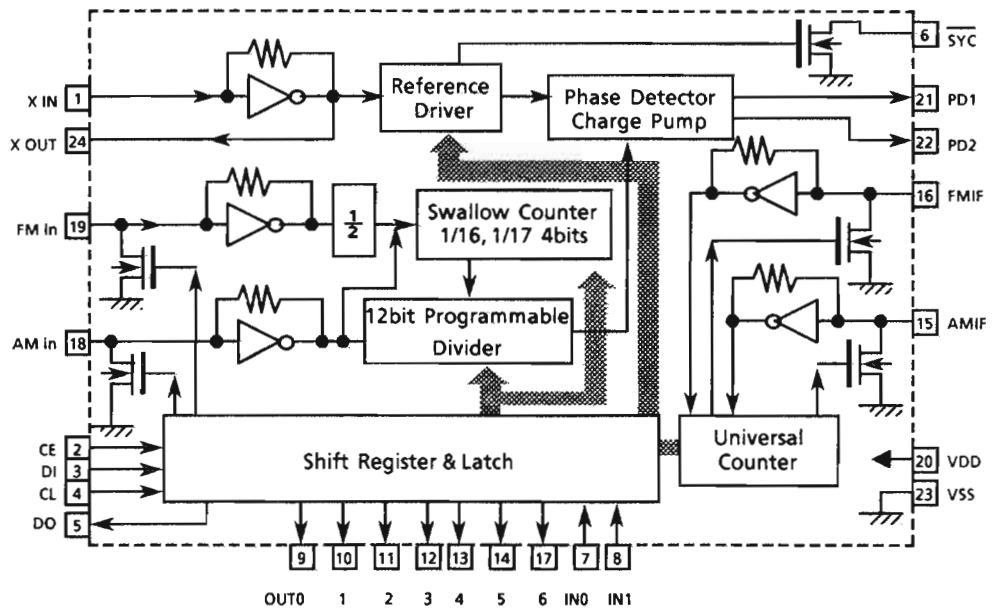 6
SYC
X IN 1
Reference
Driver
Phase Detector
Charge Pump
21 PD1
X OUT 24
22 PD2
16 FMIF
FM in 19
1
2
Swallow Counter
1/16, 1/17 4bits
12bit Programmable
Divider
15 AMIF
AM in 18
Shift Register & Latch
Universal
Counter
CE 2
DI 3
CL 4
DO 5
20 VDD
23 VSS
9 10 11 12 13 14 17 7 8
OUT0 1 2 3 4 5 6 IN0 IN1